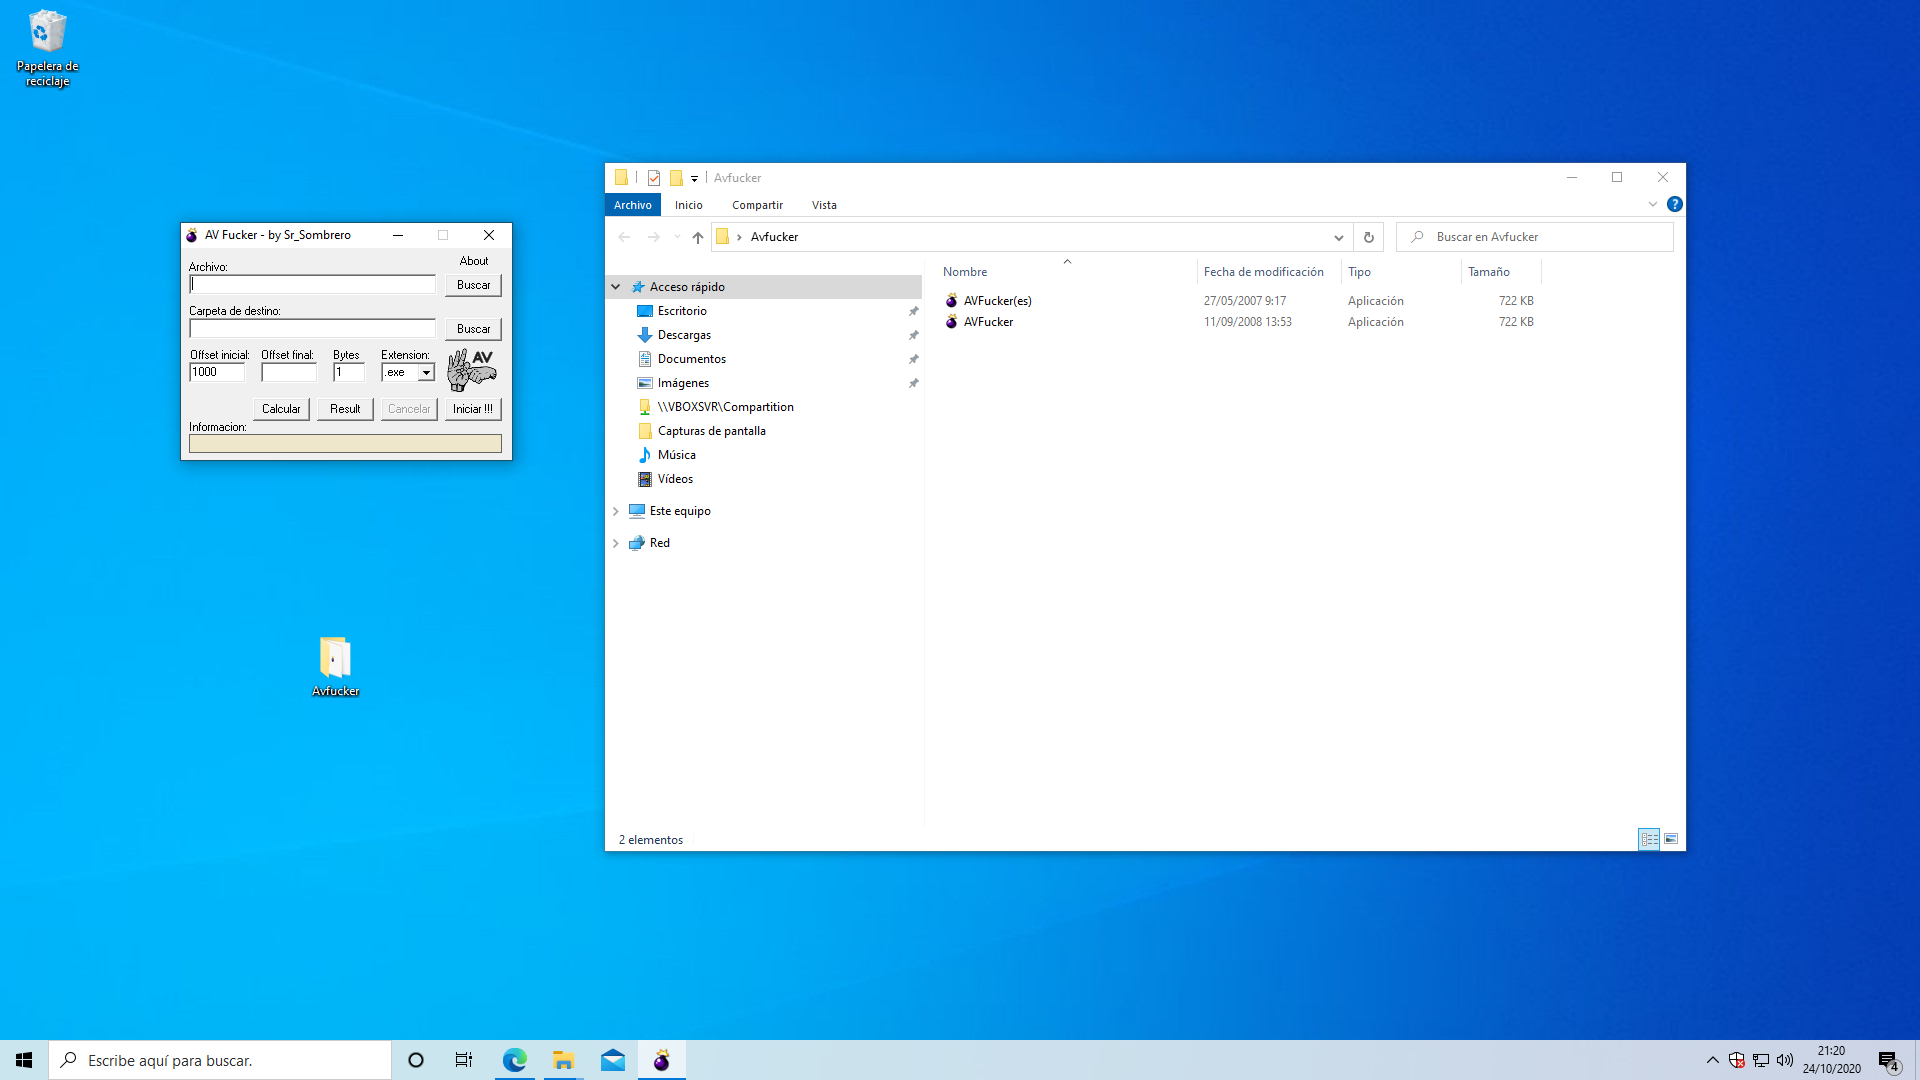 Papelera de
reciclaje
AV Fucker - by Sr_Sombrero
About
Archivo:
Buscar
Carpeta de destino:
Buscar
Offset inicial:
Offset final:
Bytes
Extension:
AV
1000
1
.exe
Calcular
Result
Cancelar
Iniciar !!!
Informacion:
Avfucker
Avfucker
Archivo
Inicio
Compartir
Vista
?
Avfucker
Buscar en Avfucker
Nombre
Fecha de modificación
Tipo
Tamaño
AVFucker(es)
27/05/2007 9:17
Aplicación
722 KB
AVFucker
11/09/2008 13:53
Aplicación
722 KB
Acceso rápido
Escritorio
Descargas
Documentos
Imágenes
\\VBOXSVR\Compartition
Capturas de pantalla
Música
Vídeos
Este equipo
Red
2 elementos
Escribe aquí para buscar.
21:20
24/10/2020
4